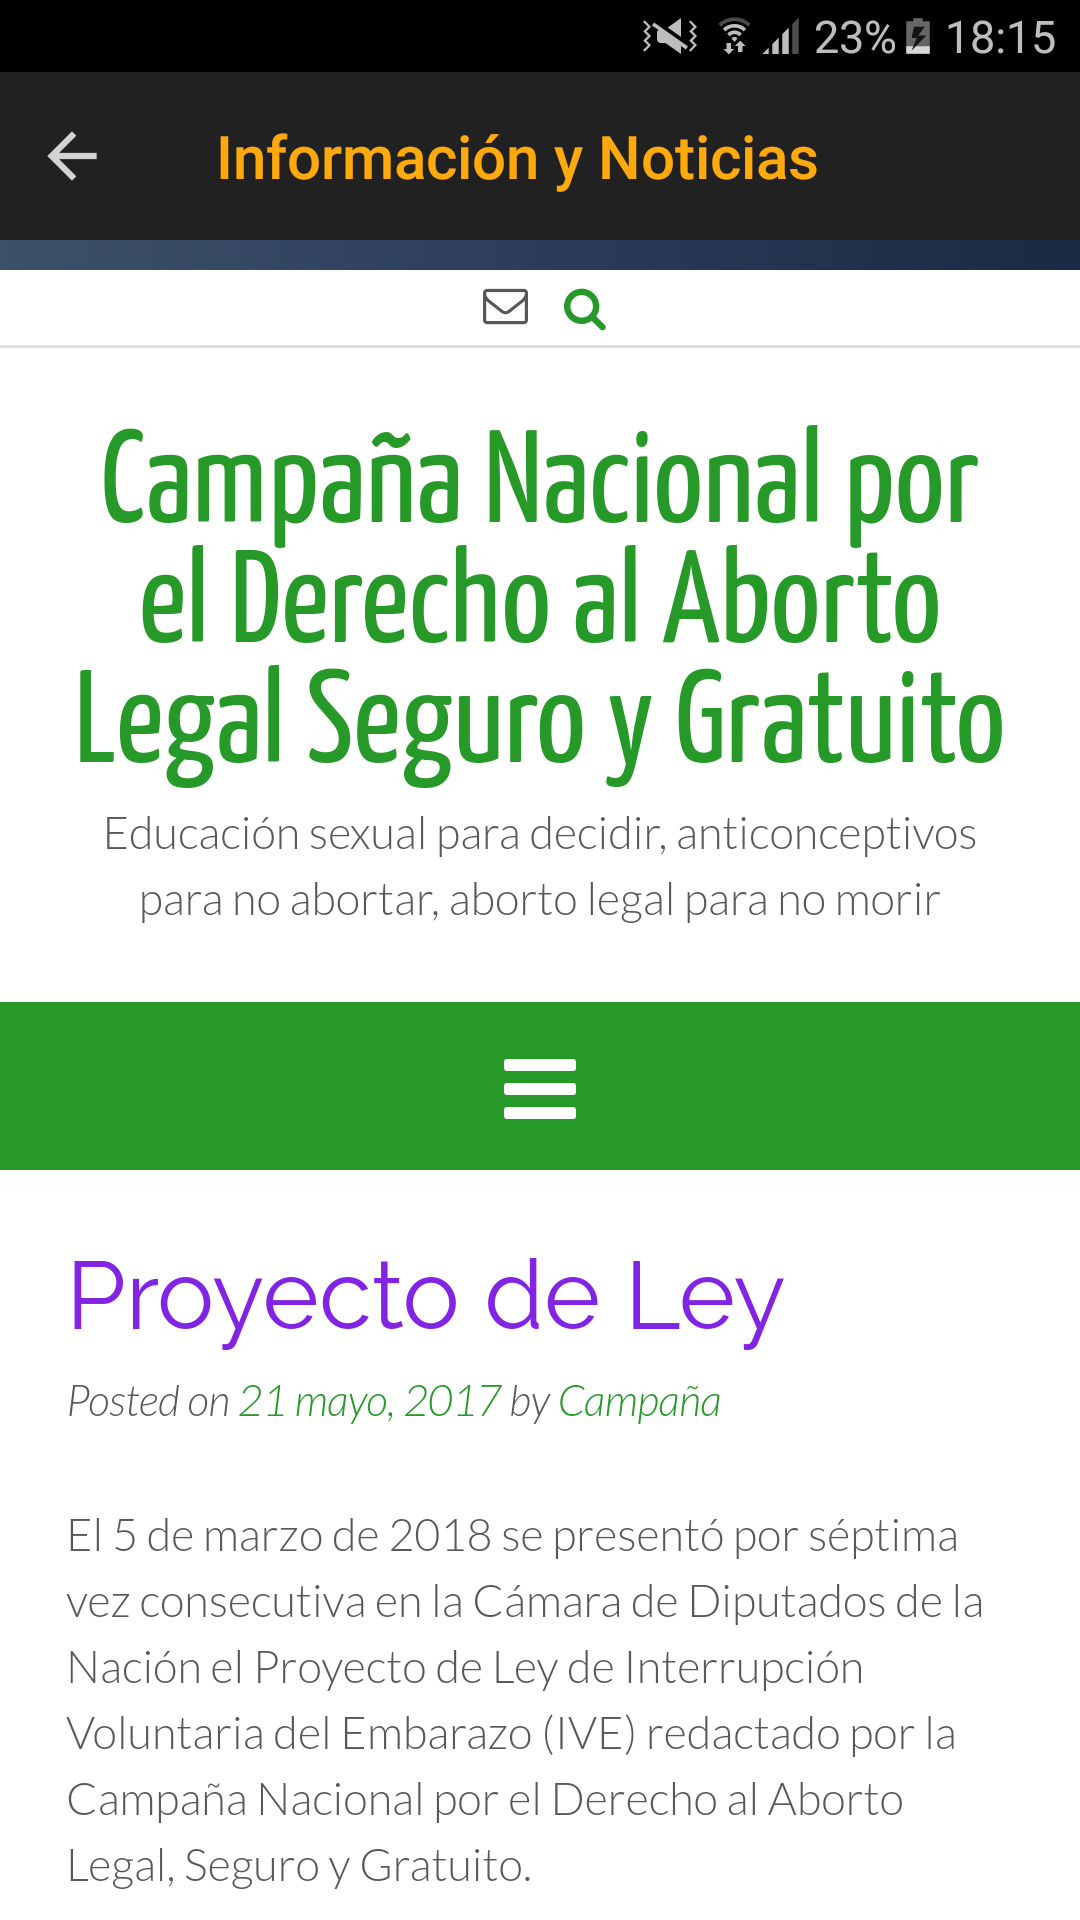 23% 18:15
Información y Noticias
Campaña Nacional por
el Derecho al Aborto
Legal Seguro y Gratuito
Educación sexual para decidir, anticonceptivos
para no abortar, aborto legal para no morir
Proyecto de Ley
Posted on 21 mayo, 2017 by Campaña
El 5 de marzo de 2018 se presentó por séptima
vez consecutiva en la Cámara de Diputados de la
Nación el Proyecto de Ley de Interrupción
Voluntaria del Embarazo (IVE) redactado por la
Campaña Nacional por el Derecho al Aborto
Legal, Seguro y Gratuito.